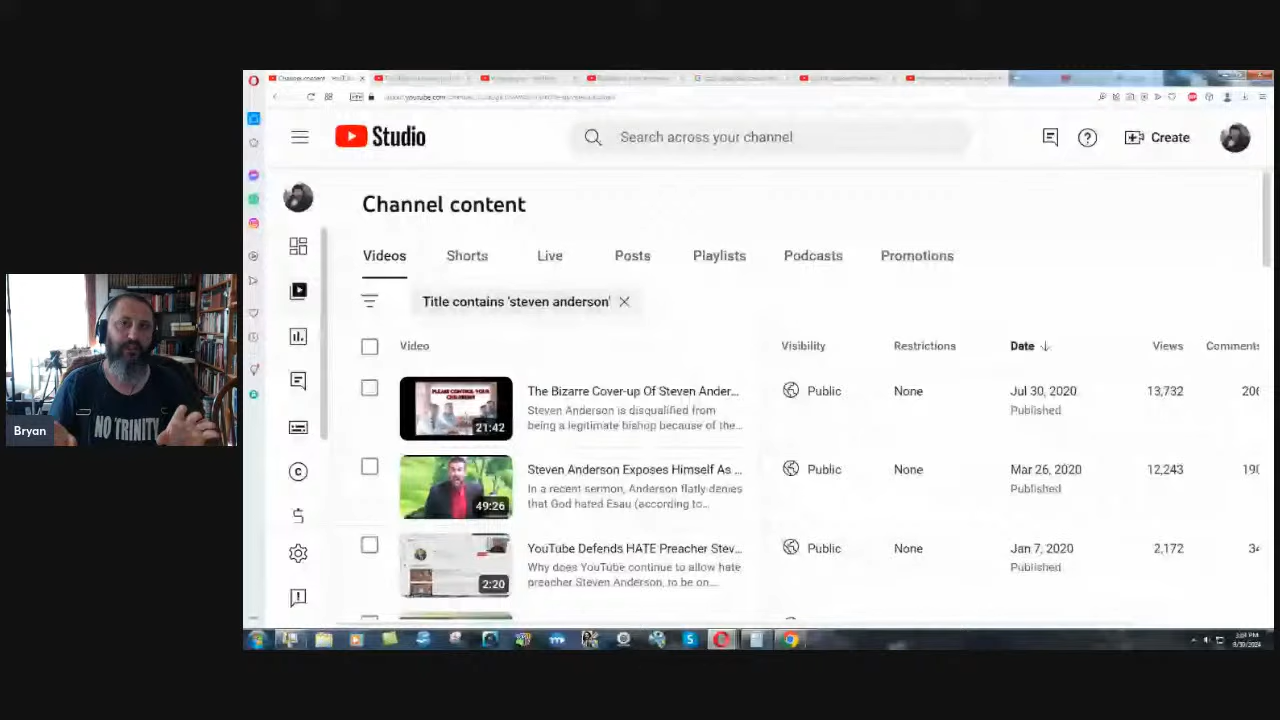 Studio
Search across your channel
Create
Channel content
Videos Shorts Live Posts Playlists Podcasts Promotions
Title contains 'steven anderson'
Video Visibility Restrictions Date Views Comments
PLEASE CONTROL YOUR CHILDREN!
21:42
The Bizarre Cover-up Of Steven Ander...
Steven Anderson is disqualified from
being a legitimate bishop because of the...
Public None Jul 30, 2020 13,732
Published
49:26
Steven Anderson Exposes Himself As ...
In a recent sermon, Anderson flatly denies
that God hated Esau (according to...
Public None Mar 26, 2020 12,243
Published
2:20
YouTube Defends HATE Preacher Stev...
Why does YouTube continue to allow hate
preacher Steven Anderson, to be on...
Public None Jan 7, 2020 2,172
Published
NO TRINITY
Bryan